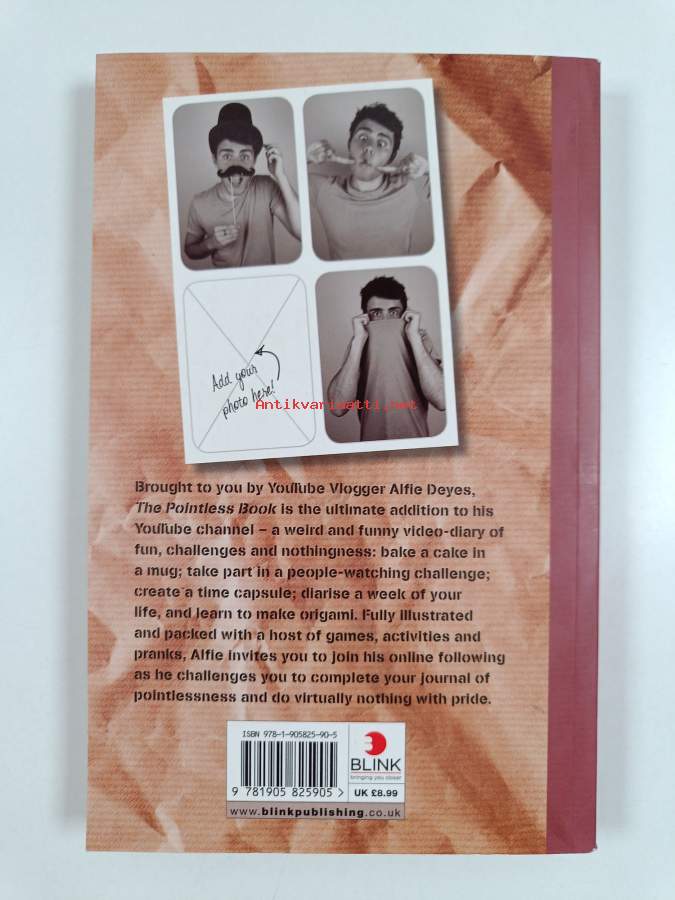 Add your
photo here!
Antikvariaatti.net
Brought to you by YouTube Vlogger Alfie Deyes,
The Pointless Book is the ultimate addition to his
YouTube channel – a weird and funny video-diary of
fun, challenges and nothingness: bake a cake in
a mug; take part in a people-watching challenge;
create a time capsule; diarise a week of your
life, and learn to make origami. Fully illustrated
and packed with a host of games, activities and
pranks, Alfie invites you to join his online following
as he challenges you to complete your journal of
pointlessness and do virtually nothing with pride.
ISBN 978-1-905825-90-5
BLINK
bringing you closer
9 781905 825905 >
UK £8.99
www.blinkpublishing.co.uk